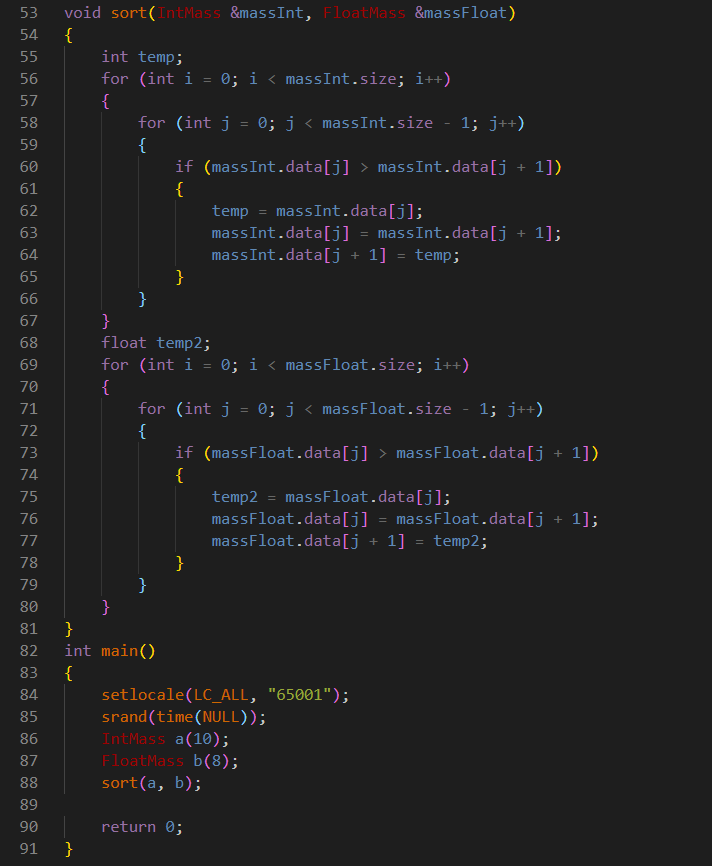 53 void sort(IntMass &massInt, FloatMass &massFloat)
54 {
55     int temp;
56     for (int i = 0; i < massInt.size; i++)
57     {
58         for (int j = 0; j < massInt.size - 1; j++)
59         {
60             if (massInt.data[j] > massInt.data[j + 1])
61             {
62                 temp = massInt.data[j];
63                 massInt.data[j] = massInt.data[j + 1];
64                 massInt.data[j + 1] = temp;
65             }
66         }
67     }
68     float temp2;
69     for (int i = 0; i < massFloat.size; i++)
70     {
71         for (int j = 0; j < massFloat.size - 1; j++)
72         {
73             if (massFloat.data[j] > massFloat.data[j + 1])
74             {
75                 temp2 = massFloat.data[j];
76                 massFloat.data[j] = massFloat.data[j + 1];
77                 massFloat.data[j + 1] = temp2;
78             }
79         }
80     }
81 }
82 int main()
83 {
84     setlocale(LC_ALL, "65001");
85     srand(time(NULL));
86     IntMass a(10);
87     FloatMass b(8);
88     sort(a, b);
89
90     return 0;
91 }